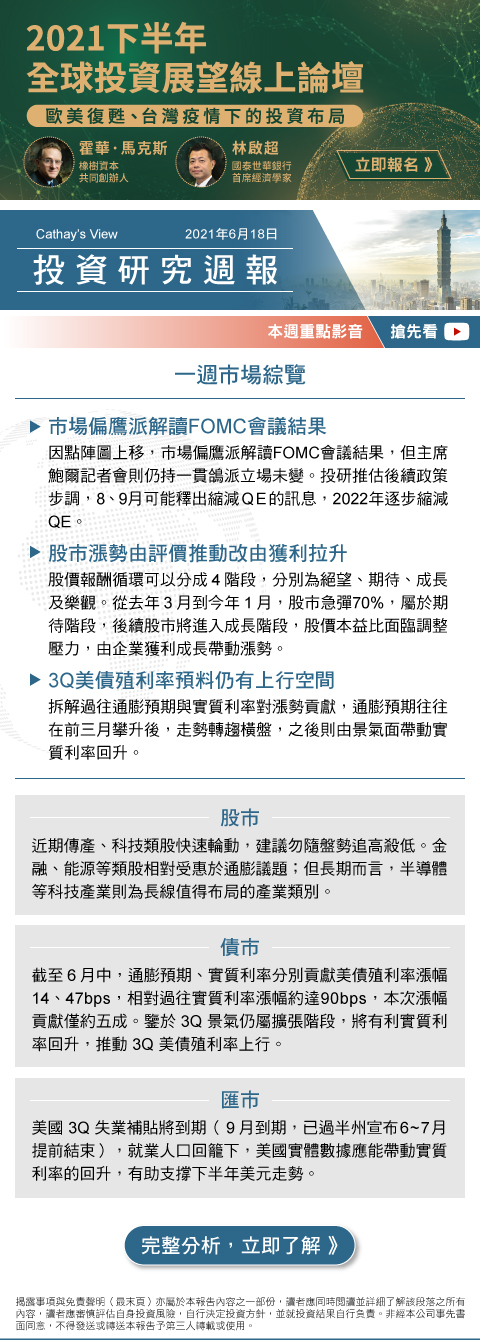 2021下半年
全球投資展望線上論壇
歐美復甦、台灣疫情下的投資布局
霍華·馬克斯
橡樹資本
共同創辦人
林啟超
國泰世華銀行
首席經濟學家
立即報名 》
Cathay's View 2021年6月18日
投資研究週報
本週重點影音 搶先看
一週市場綜覽
市場偏鷹派解讀FOMC會議結果
因點陣圖上移，市場偏鷹派解讀FOMC會議結果，但主席
鮑爾記者會則仍持一貫鴿派立場未變。投研推估後續政策
步調，8、9月可能釋出縮減QE的訊息，2022年逐步縮減
QE。
股市漲勢由評價推動改由獲利拉升
股價報酬循環可以分成 4 階段，分別為絕望、期待、成長
及樂觀。從去年 3 月到今年 1 月，股市急彈70%，屬於期
待階段，後續股市將進入成長階段，股價本益比面臨調整
壓力，由企業獲利成長帶動漲勢。
3Q美債殖利率預料仍有上行空間
拆解過往通膨預期與實質利率對漲勢貢獻，通膨預期往往
在前三月攀升後，走勢轉趨橫盤，之後則由景氣面帶動實
質利率回升。
股市
近期傳產、科技類股快速輪動，建議勿隨盤勢追高殺低。金
融、能源等類股相對受惠於通膨議題；但長期而言，半導體
等科技產業則為長線值得布局的產業類別。
債市
截至 6 月中，通膨預期、實質利率分別貢獻美債殖利率漲幅
14、47bps，相對過往實質利率漲幅約達90bps，本次漲幅
貢獻僅約五成。鑒於 3Q 景氣仍屬擴張階段，將有利實質利
率回升，推動 3Q 美債殖利率上行。
匯市
美國 3Q 失業補貼將到期（ 9 月到期，已過半州宣布6~7月
提前結束），就業人口回籠下，美國實體數據應能帶動實質
利率的回升，有助支撐下半年美元走勢。
完整分析，立即了解 》
揭露事項與免責聲明（最末頁）亦屬於本報告內容之一部份，讀者應同時閱讀並詳細了解該段落之所有
內容，讀者應審慎評估自身投資風險，自行決定投資方針，並就投資結果自行負責。非經本公司事先書
面同意，不得發送或轉送本報告予第三人轉載或使用。